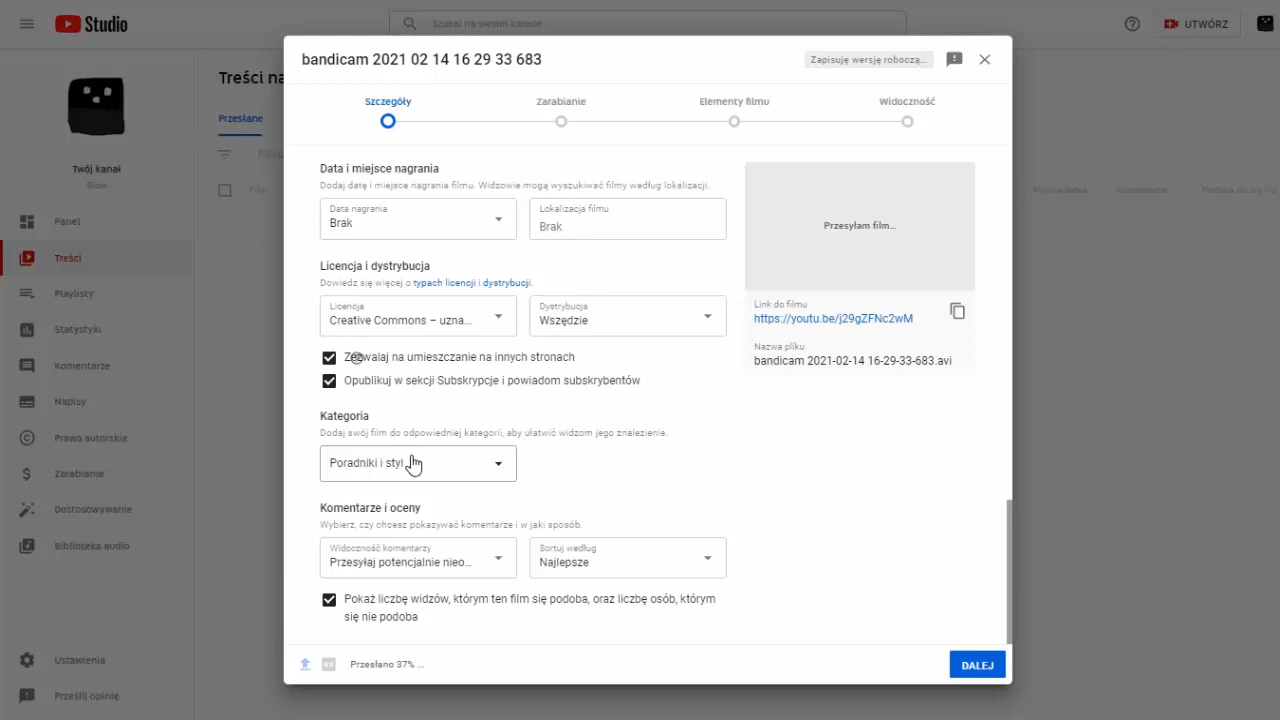 Studio
Szukaj na swoim kanale
UTWÓRZ
bandicam 2021 02 14 16 29 33 683
Zapisuję wersję roboczą...
Treści na
Szczegóły
Zarabianie
Elementy filmu
Widoczność
Przesłane
Filtru
Film
Wyświetlenia
Komentarze
Twój kanał
Blow.
Panel
Treści
Playlisty
Statystyki
Komentarze
Napisy
Prawa autorskie
Zarabianie
Dostosowywanie
Biblioteka audio
Ustawienia
Prześlij opinię
Data i miejsce nagrania
Dodaj datę i miejsce nagrania filmu. Widzowie mogą wyszukiwać filmy według lokalizacji.
Data nagrania
Brak
Lokalizacja filmu
Brak
Licencja i dystrybucja
Dowiedz się więcej o typach licencji i dystrybucji.
Licencja
Creative Commons – uzna...
Dystrybucja
Wszędzie
Zezwalaj na umieszczanie na innych stronach
Opublikuj w sekcji Subskrypcje i powiadom subskrybentów
Kategoria
Dodaj swój film do odpowiedniej kategorii, aby ułatwić widzom jego znalezienie.
Poradniki i styl
Komentarze i oceny
Wybierz, czy chcesz pokazywać komentarze i w jaki sposób.
Widoczność komentarzy
Przesyłaj potencjalnie nieo...
Sortuj według
Najlepsze
Pokaż liczbę widzów, którym ten film się podoba, oraz liczbę osób, którym
się nie podoba
Przesyłam film...
Link do filmu
https://youtu.be/j29gZFNc2wM
Nazwa pliku
bandicam 2021-02-14 16-29-33-683.avi
HD
Przesłano 37% ...
DALEJ